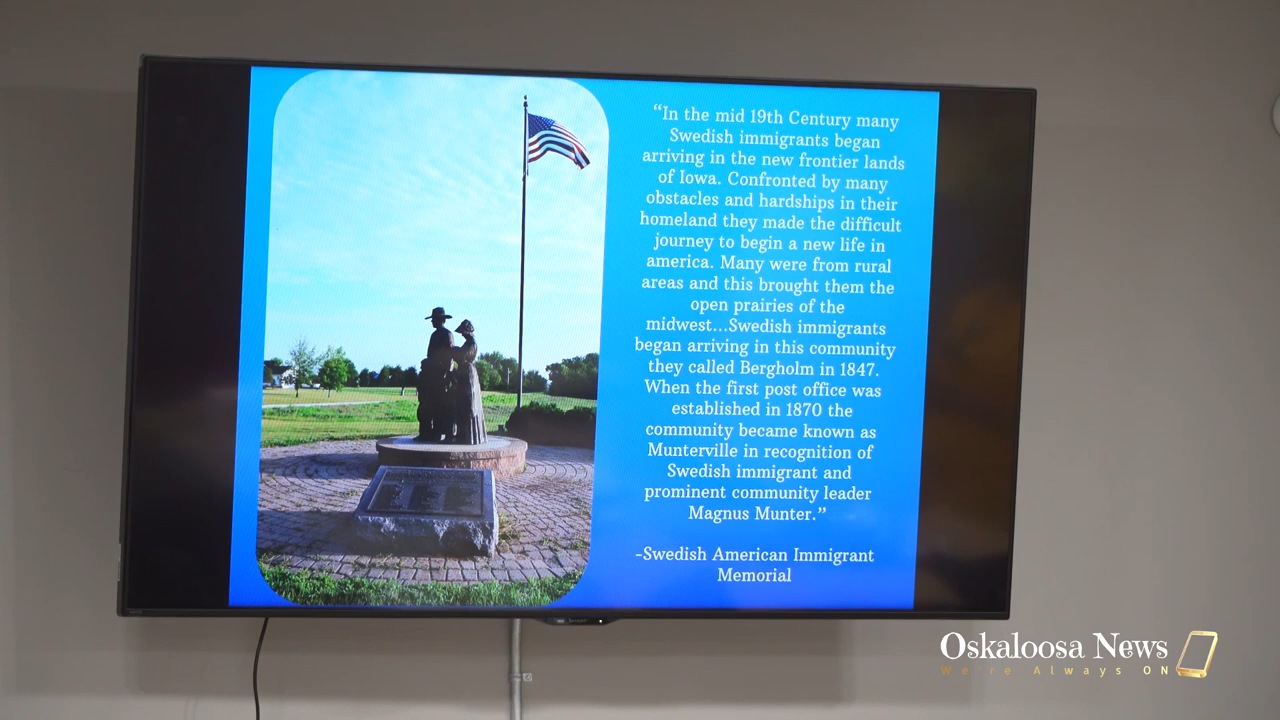 “In the mid 19th Century many
Swedish immigrants began
arriving in the new frontier lands
of Iowa. Confronted by many
obstacles and hardships in their
homeland they made the difficult
journey to begin a new life in
america. Many were from rural
areas and this brought them the
open prairies of the
midwest...Swedish immigrants
began arriving in this community
they called Bergholm in 1847.
When the first post office was
established in 1870 the
community became known as
Munterville in recognition of
Swedish immigrant and
prominent community leader
Magnus Munter.”
-Swedish American Immigrant
Memorial
Oskaloosa News
We're Always ON